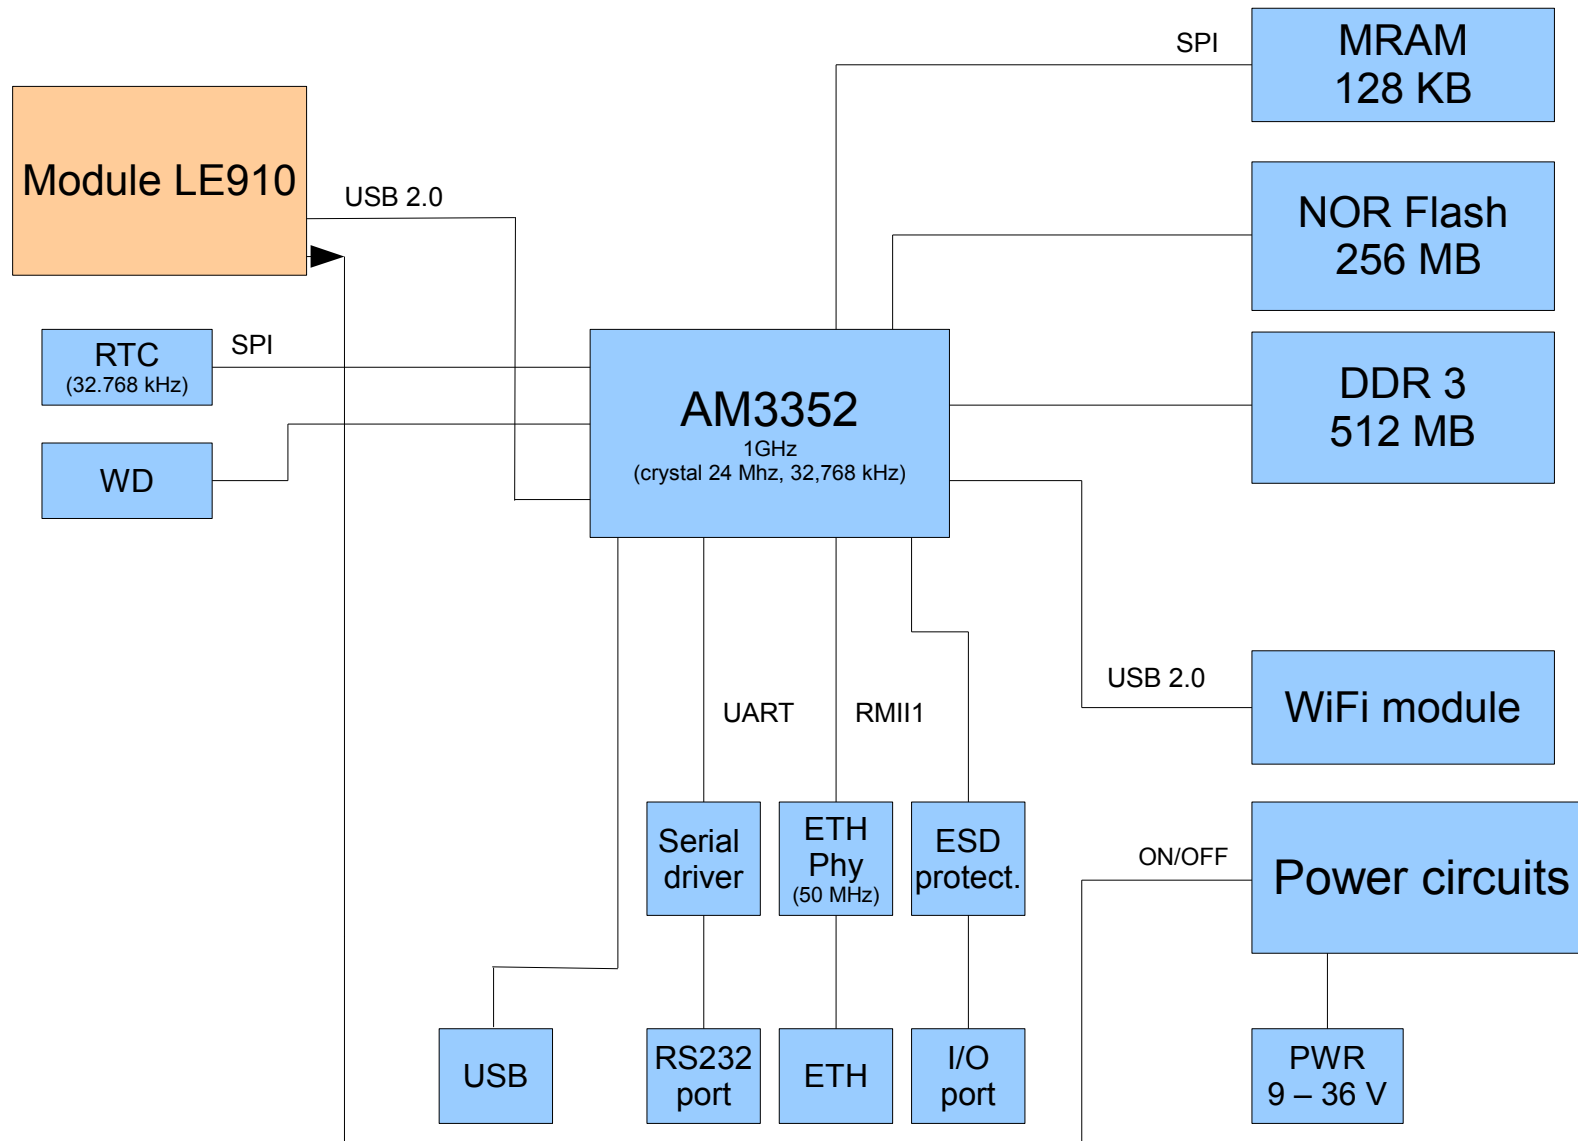 SPI
MRAM
128 KB
Module LE910
USB 2.0
NOR Flash
256 MB
RTC
(32.768 kHz)
SPI
WD
AM3352
1GHz
(crystal 24 Mhz, 32,768 kHz)
DDR 3
512 MB
USB 2.0
WiFi module
UART
RMII1
Serial
driver
ETH
Phy
(50 MHz)
ESD
protect.
ON/OFF
Power circuits
USB
RS232
port
ETH
I/O
port
PWR
9 – 36 V